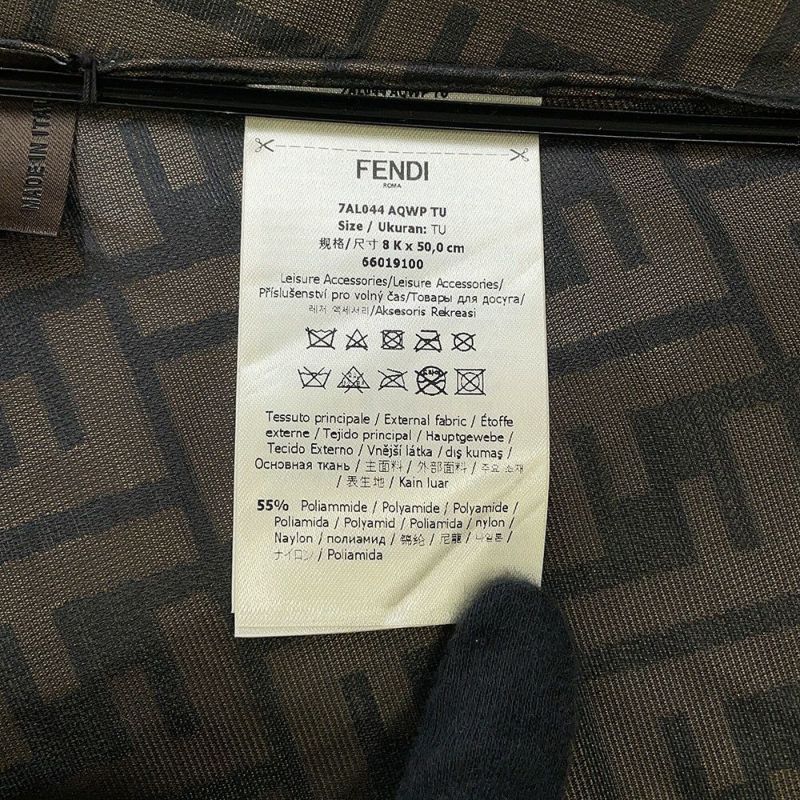 MADE IN ITA
7AL044 AQWP TU
FENDI
ROMA
7AL044 AQWP TU
Size / Ukuran: TU
规格/尺寸 8 K x 50,0 cm
66019100
Leisure Accessories/Leisure Accessories/
Příslušenství pro volný čas/Товары для досуга/
레저 액세서리/Aksesoris Rekreasi
Tessuto principale / External fabric / Étoffe
externe / Tejido principal / Hauptgewebe /
Tecido Externo / Vnější látka / dış kumaş /
Основная ткань / 主面料 / 外部面料 / 주요 소재
/ 表生地 / Kain luar
55% Poliammide / Polyamide / Polyamide /
Poliamida / Polyamid / Poliamida / nylon /
Naylon / полиамид / 锦纶 / 尼龍 / 나일론 /
ナイロン / Poliamida